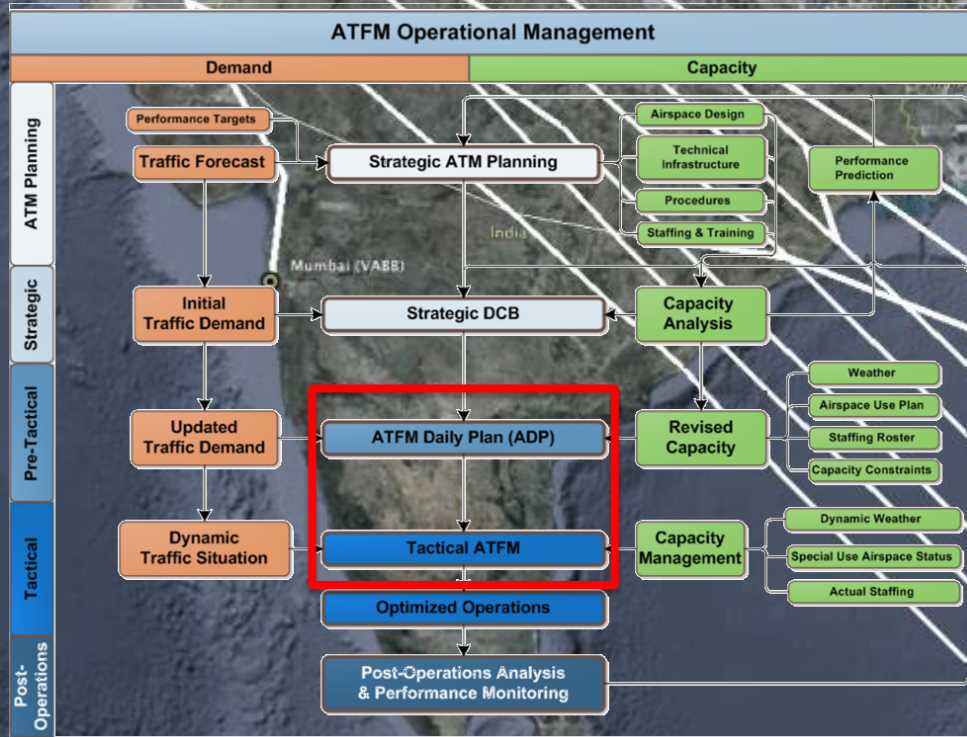 ATFM Operational Management
Demand
Capacity
ATM Planning
Performance Targets
Traffic Forecast
Strategic ATM Planning
Airspace Design
Technical
Infrastructure
Procedures
Staffing & Training
Performance
Prediction
India
Mumbai (VABB)
Strategic
Initial
Traffic Demand
Strategic DCB
Capacity
Analysis
Pre-Tactical
Updated
Traffic Demand
ATFM Daily Plan (ADP)
Revised
Capacity
Weather
Airspace Use Plan
Staffing Roster
Capacity Constraints
Tactical
Dynamic
Traffic Situation
Tactical ATFM
Capacity
Management
Dynamic Weather
Special Use Airspace Status
Actual Staffing
Optimized Operations
Post-
Operations
Post-Operations Analysis
& Performance Monitoring